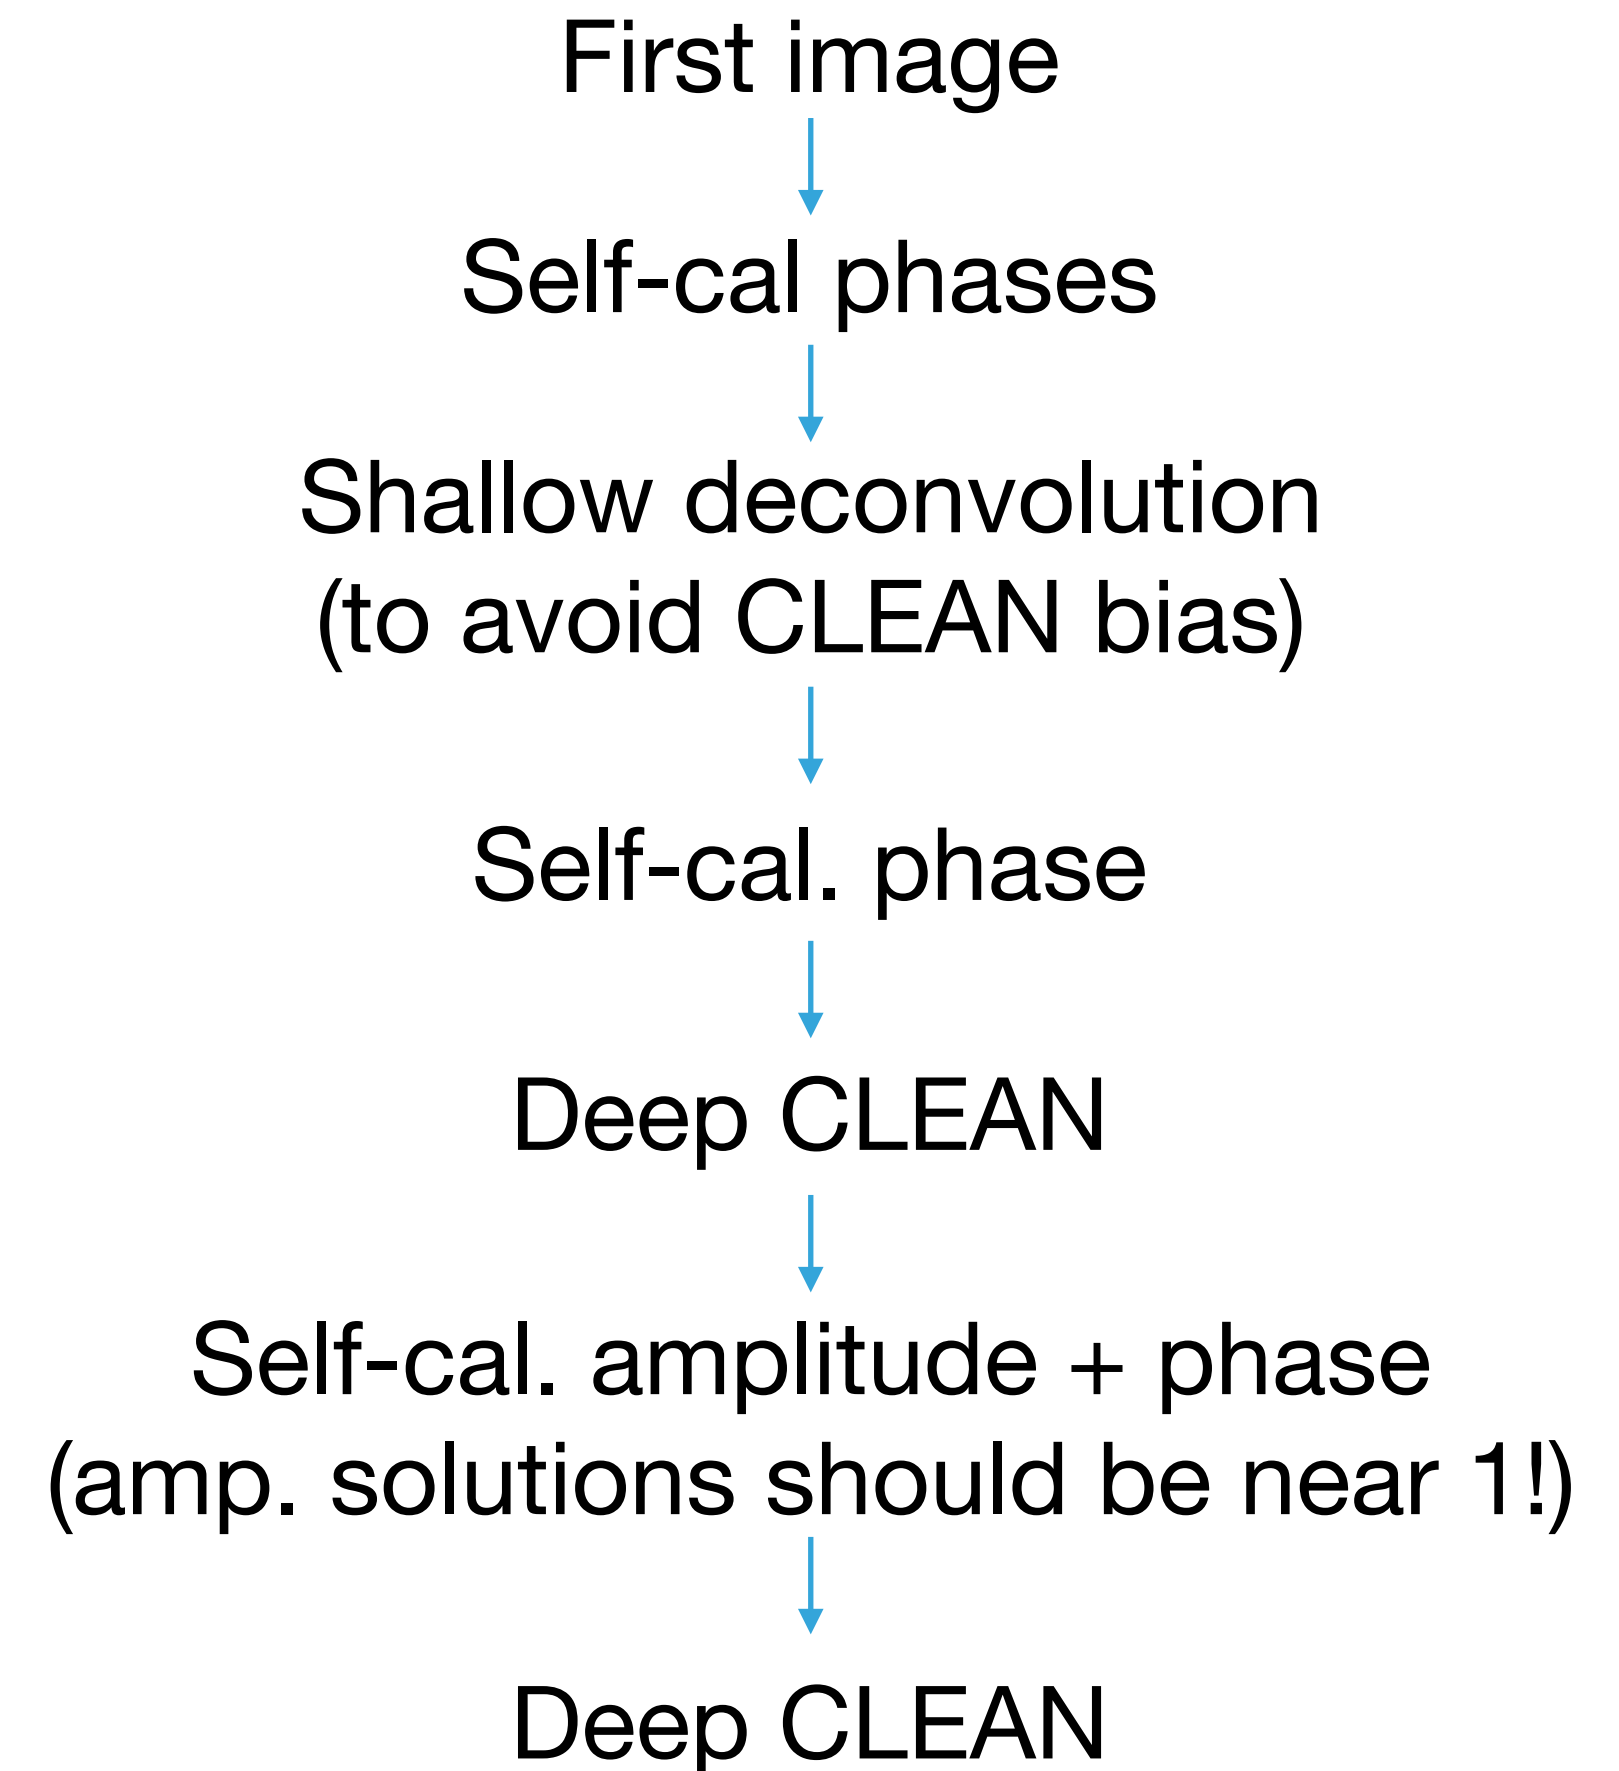 First image
Self-cal phases
Shallow deconvolution
(to avoid CLEAN bias)
Self-cal. phase
Deep CLEAN
Self-cal. amplitude + phase
(amp. solutions should be near 1!)
Deep CLEAN